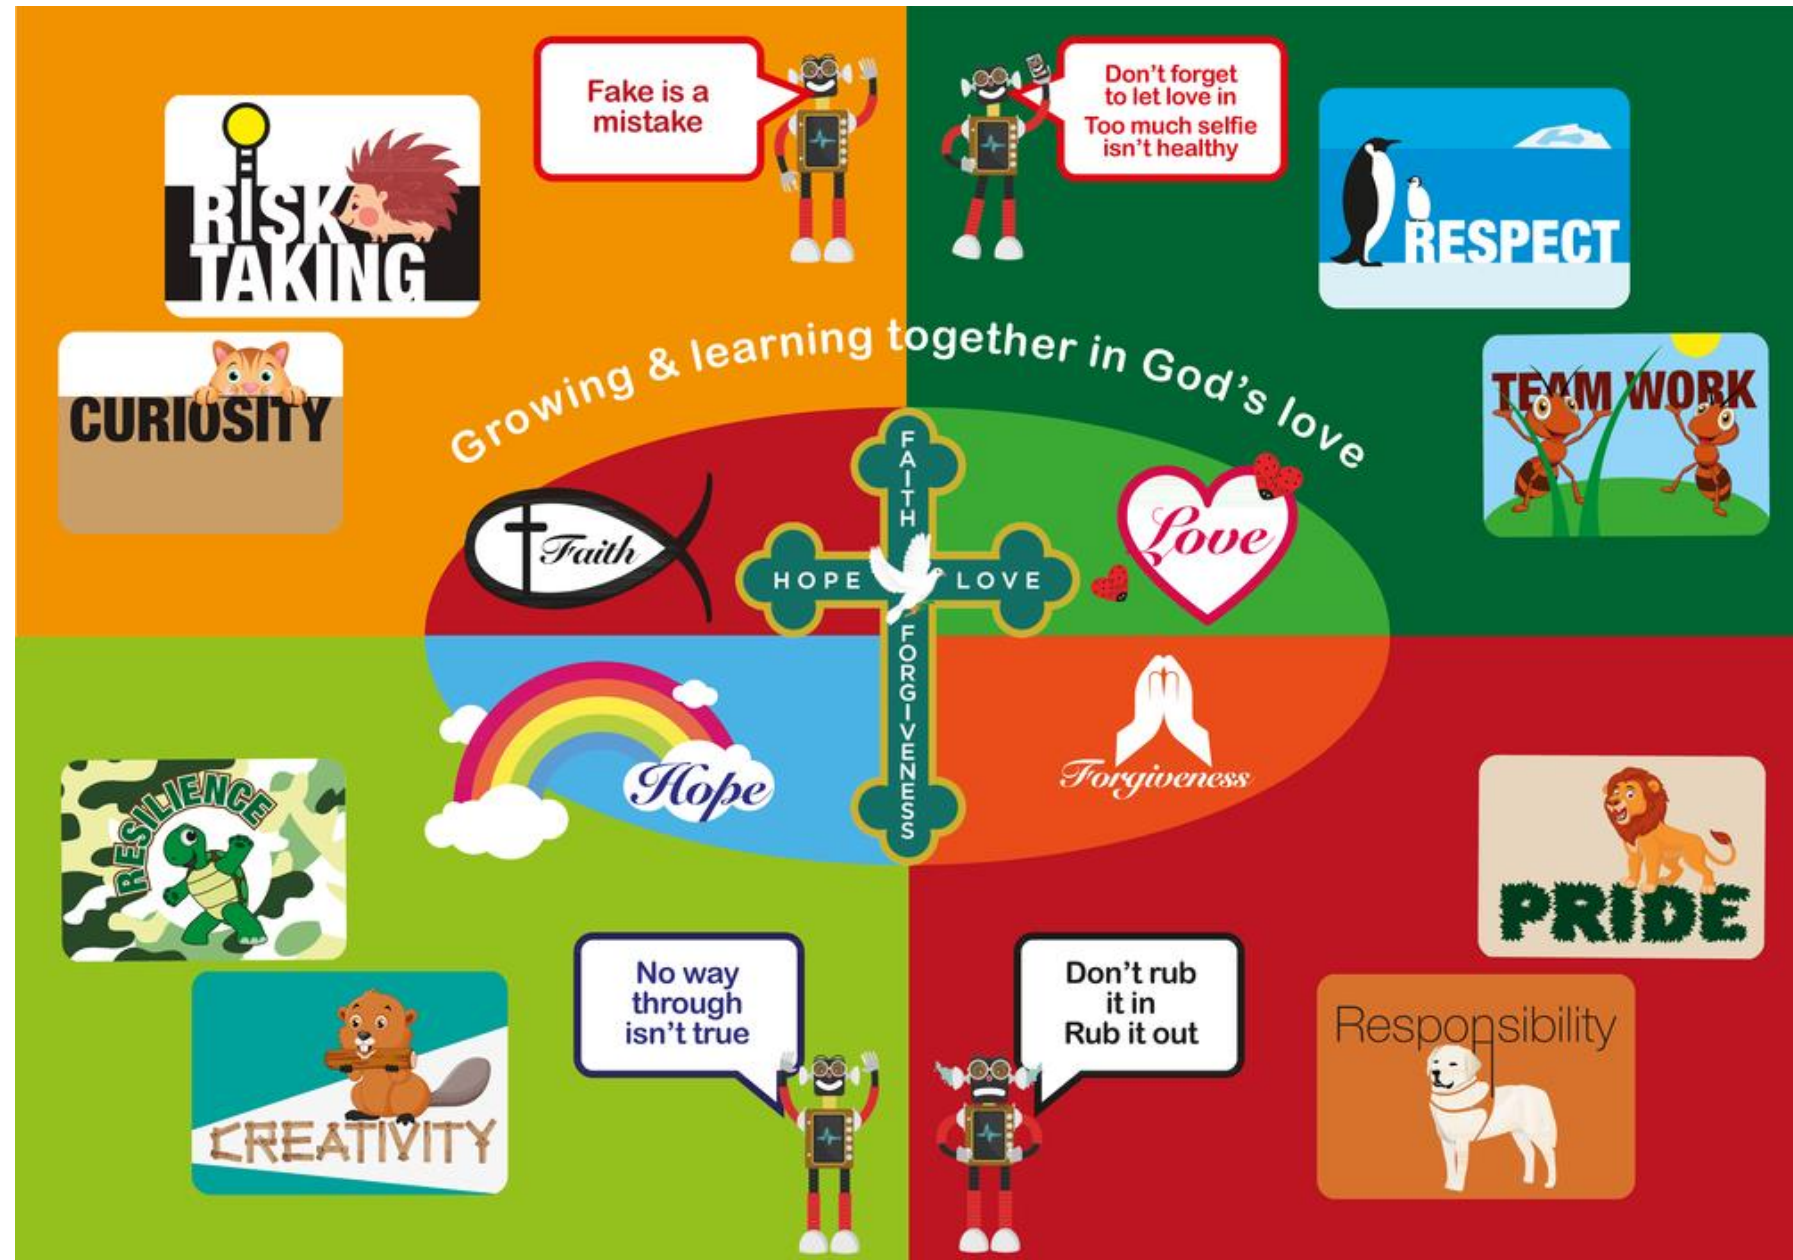 Fake is a
mistake
Don't forget
to let love in
Too much selfie
isn't healthy
RISK
TAKING
RESPECT
CURIOSITY
TEAM WORK
Growing & learning together in God's love
FAITH
Faith
HOPE
LOVE
Love
FORGIVENESS
Hope
Forgiveness
RESILIENCE
PRIDE
CREATIVITY
No way
through
isn't true
Don't rub
it in
Rub it out
Responsibility